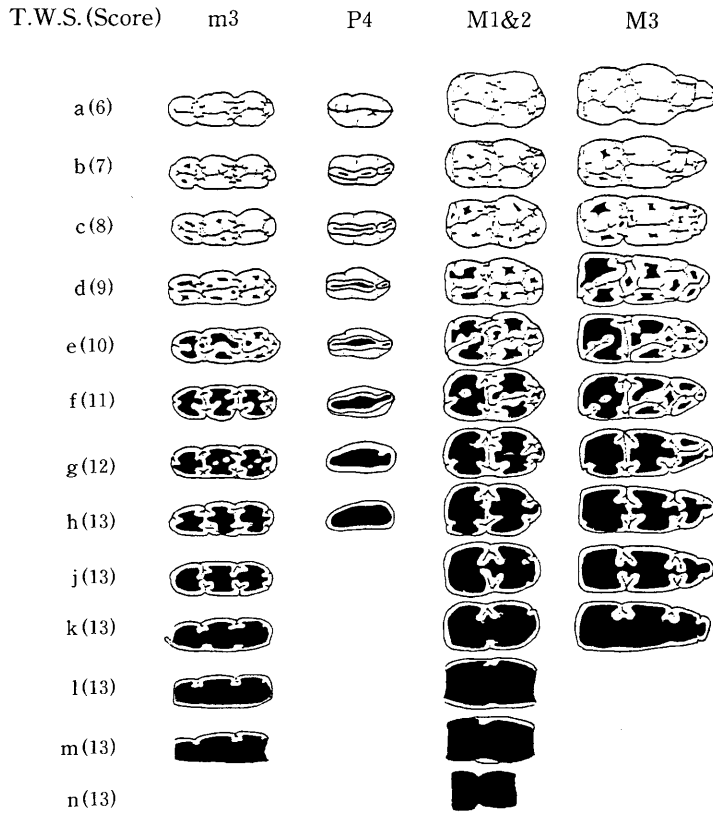 T.W.S. (Score) m3 P4 M1&2 M3
a (6)
b (7)
c (8)
d (9)
e (10)
f (11)
g (12)
h (13)
j (13)
k (13)
l (13)
m (13)
n (13)